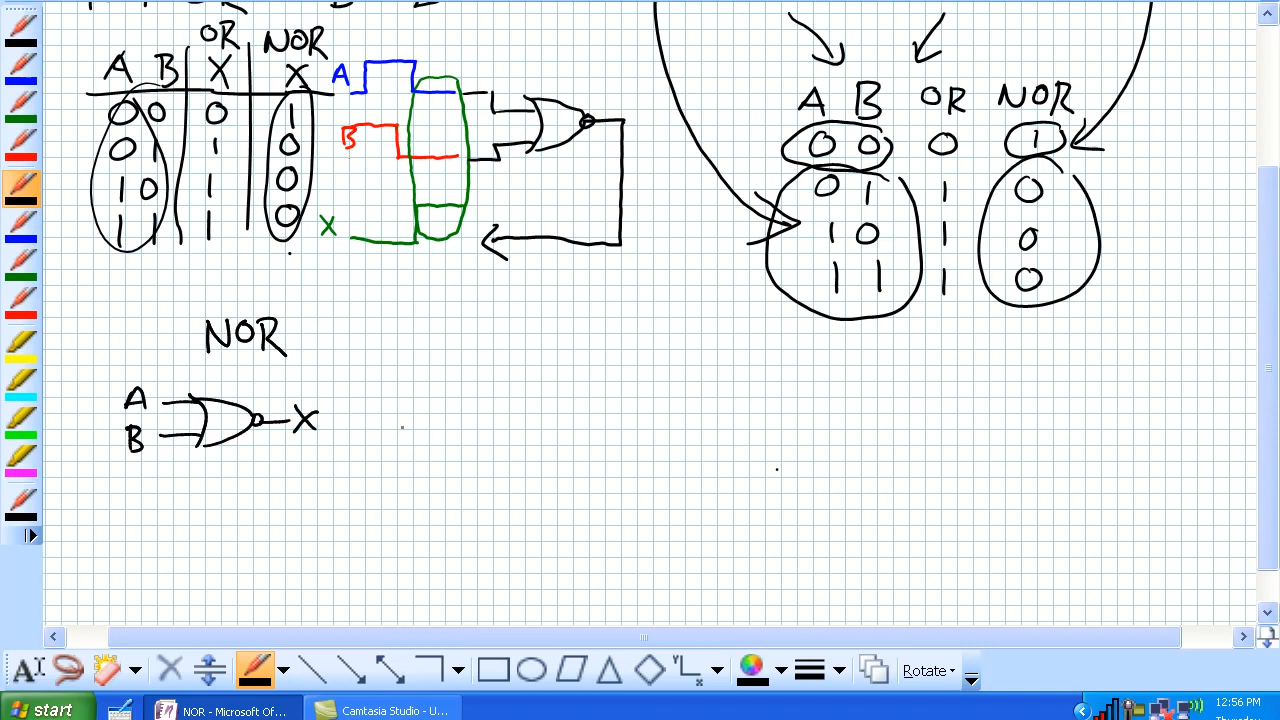 OR NOR
A B X X
0 0 0 1
0 1 1 0
1 0 1 0
1 1 1 0
A
B
X
A B OR NOR
0 0 0 1
0 1 1 0
1 0 1 0
1 1 1 0
NOR
A
B
X
A
Rotate
start
NOR - Microsoft Of...
Camtasia Studio - U...
12:56 PM